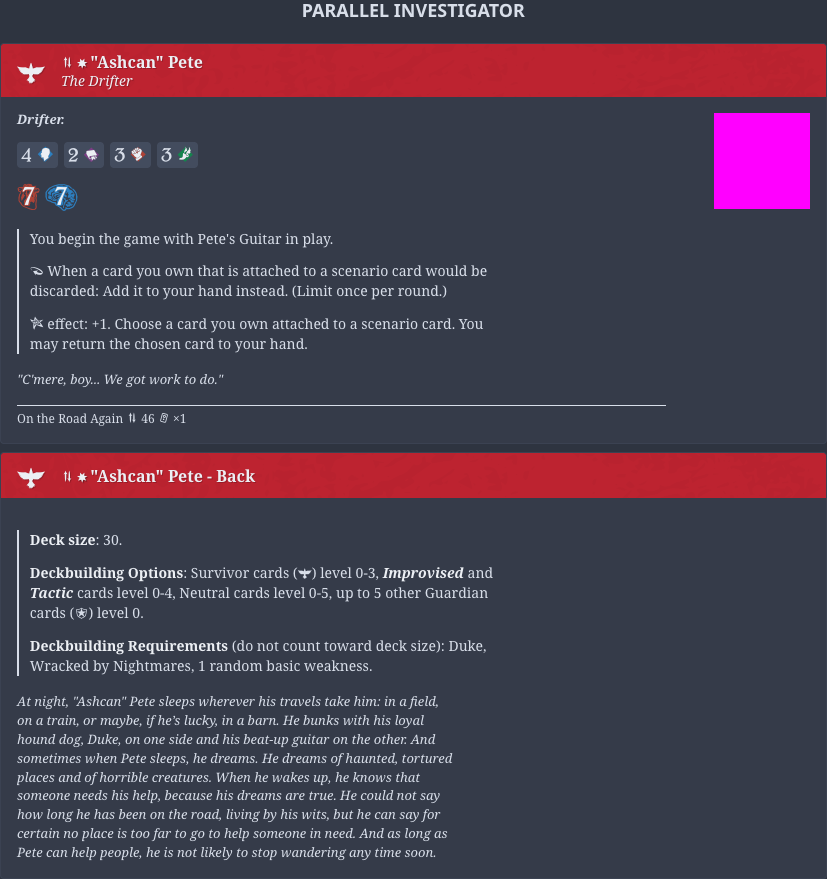 PARALLEL INVESTIGATOR
"Ashcan" Pete
The Drifter
Drifter.
4 2 3 3
7 7
You begin the game with Pete's Guitar in play.
When a card you own that is attached to a scenario card would be
discarded: Add it to your hand instead. (Limit once per round.)
effect: +1. Choose a card you own attached to a scenario card. You
may return the chosen card to your hand.
"C'mere, boy... We got work to do."
On the Road Again 46 ×1
"Ashcan" Pete - Back
Deck size: 30.
Deckbuilding Options: Survivor cards () level 0-3, Improvised and
Tactic cards level 0-4, Neutral cards level 0-5, up to 5 other Guardian
cards () level 0.
Deckbuilding Requirements (do not count toward deck size): Duke,
Wracked by Nightmares, 1 random basic weakness.
At night, "Ashcan" Pete sleeps wherever his travels take him: in a field,
on a train, or maybe, if he's lucky, in a barn. He bunks with his loyal
hound dog, Duke, on one side and his beat-up guitar on the other. And
sometimes when Pete sleeps, he dreams. He dreams of haunted, tortured
places and of horrible creatures. When he wakes up, he knows that
someone needs his help, because his dreams are true. He could not say
how long he has been on the road, living by his wits, but he can say for
certain no place is too far to go to help someone in need. And as long as
Pete can help people, he is not likely to stop wandering any time soon.